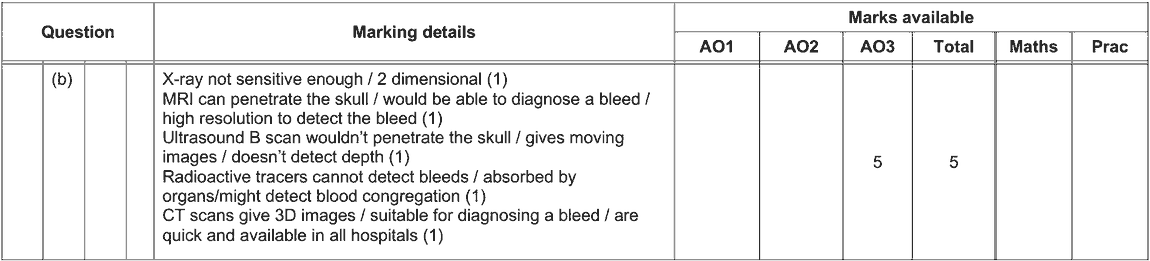 Question Marking details Marks available
AO1 AO2 AO3 Total Maths Prac
(b) X-ray not sensitive enough / 2 dimensional (1)
MRI can penetrate the skull / would be able to diagnose a bleed /
high resolution to detect the bleed (1)
Ultrasound B scan wouldn't penetrate the skull / gives moving
images / doesn't detect depth (1)
Radioactive tracers cannot detect bleeds / absorbed by
organs/might detect blood congregation (1)
CT scans give 3D images / suitable for diagnosing a bleed / are
quick and available in all hospitals (1)
5 5